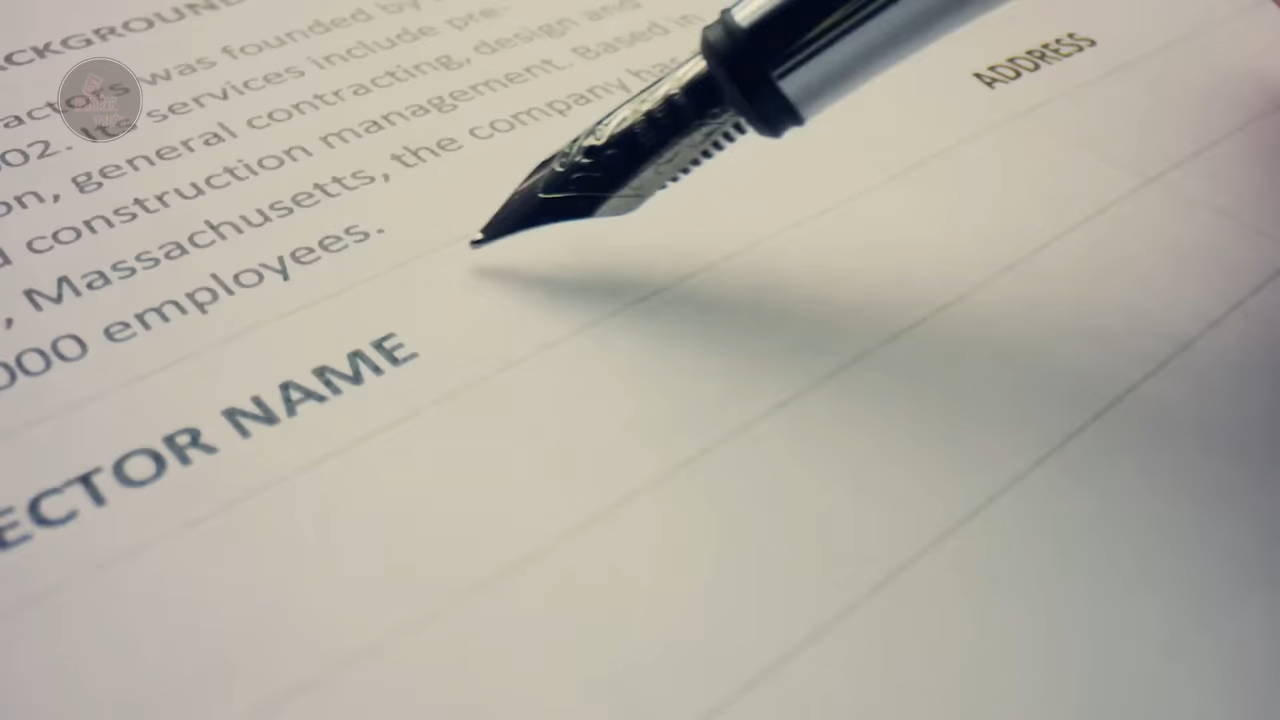 ACKGROUND
actors was founded by
002. Its services include pre-
on, general contracting, design and
d construction management. Based in
, Massachusetts, the company has
000 employees.
ECTOR NAME
ADDRESS